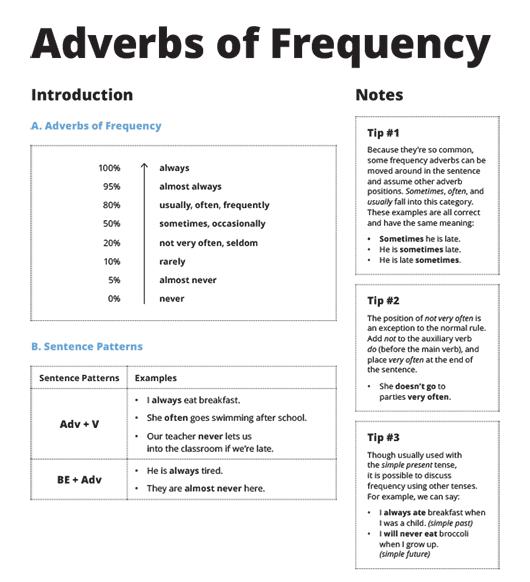 Adverbs of Frequency
Introduction
A. Adverbs of Frequency
100% always
95% almost always
80% usually, often, frequently
50% sometimes, occasionally
20% not very often, seldom
10% rarely
5% almost never
0% never
B. Sentence Patterns
Sentence Patterns Examples
Adv + V
• I always eat breakfast.
• She often goes swimming after school.
• Our teacher never lets us
into the classroom if we're late.
BE + Adv
• He is always tired.
• They are almost never here.
Notes
Tip #1
Because they're so common,
some frequency adverbs can be
moved around in the sentence
and assume other adverb
positions. Sometimes, often, and
usually fall into this category.
These examples are all correct
and have the same meaning:
• Sometimes he is late.
• He is sometimes late.
• He is late sometimes.
Tip #2
The position of not very often is
an exception to the normal rule.
Add not to the auxiliary verb
do (before the main verb), and
place very often at the end of
the sentence.
• She doesn't go to
parties very often.
Tip #3
Though usually used with
the simple present tense,
it is possible to discuss
frequency using other tenses.
For example, we can say:
• I always ate breakfast when
I was a child. (simple past)
• I will never eat broccoli
when I grow up.
(simple future)